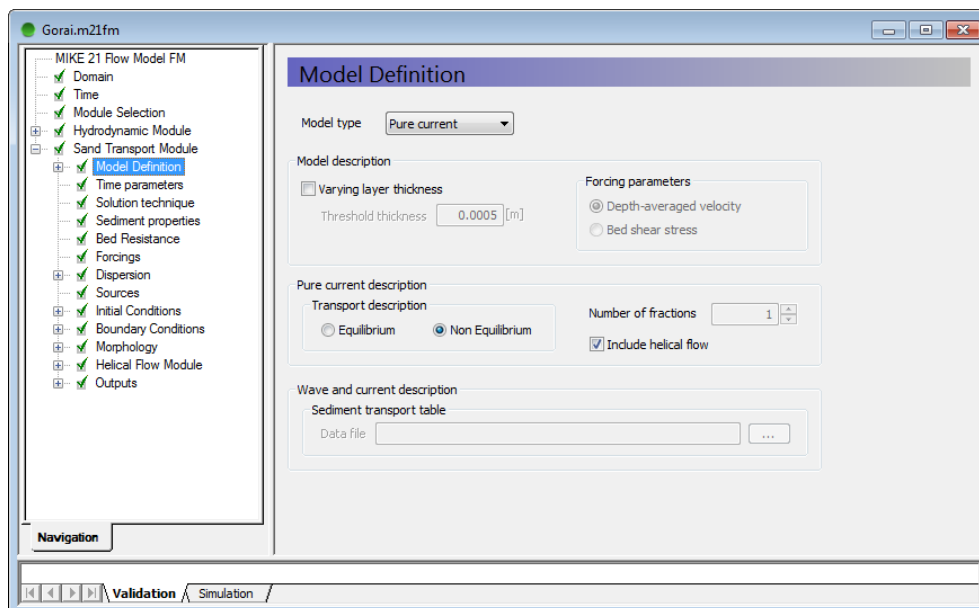 Gorai.m21fm
MIKE 21 Flow Model FM
Domain
Time
Module Selection
Hydrodynamic Module
Sand Transport Module
Model Definition
Time parameters
Solution technique
Sediment properties
Bed Resistance
Forcings
Dispersion
Sources
Initial Conditions
Boundary Conditions
Morphology
Helical Flow Module
Outputs
Navigation
Model Definition
Model type Pure current
Model description
Varying layer thickness
Threshold thickness 0.0005 [m]
Forcing parameters
Depth-averaged velocity
Bed shear stress
Pure current description
Transport description
Equilibrium Non Equilibrium
Number of fractions 1
Include helical flow
Wave and current description
Sediment transport table
Data file ...
Validation Simulation